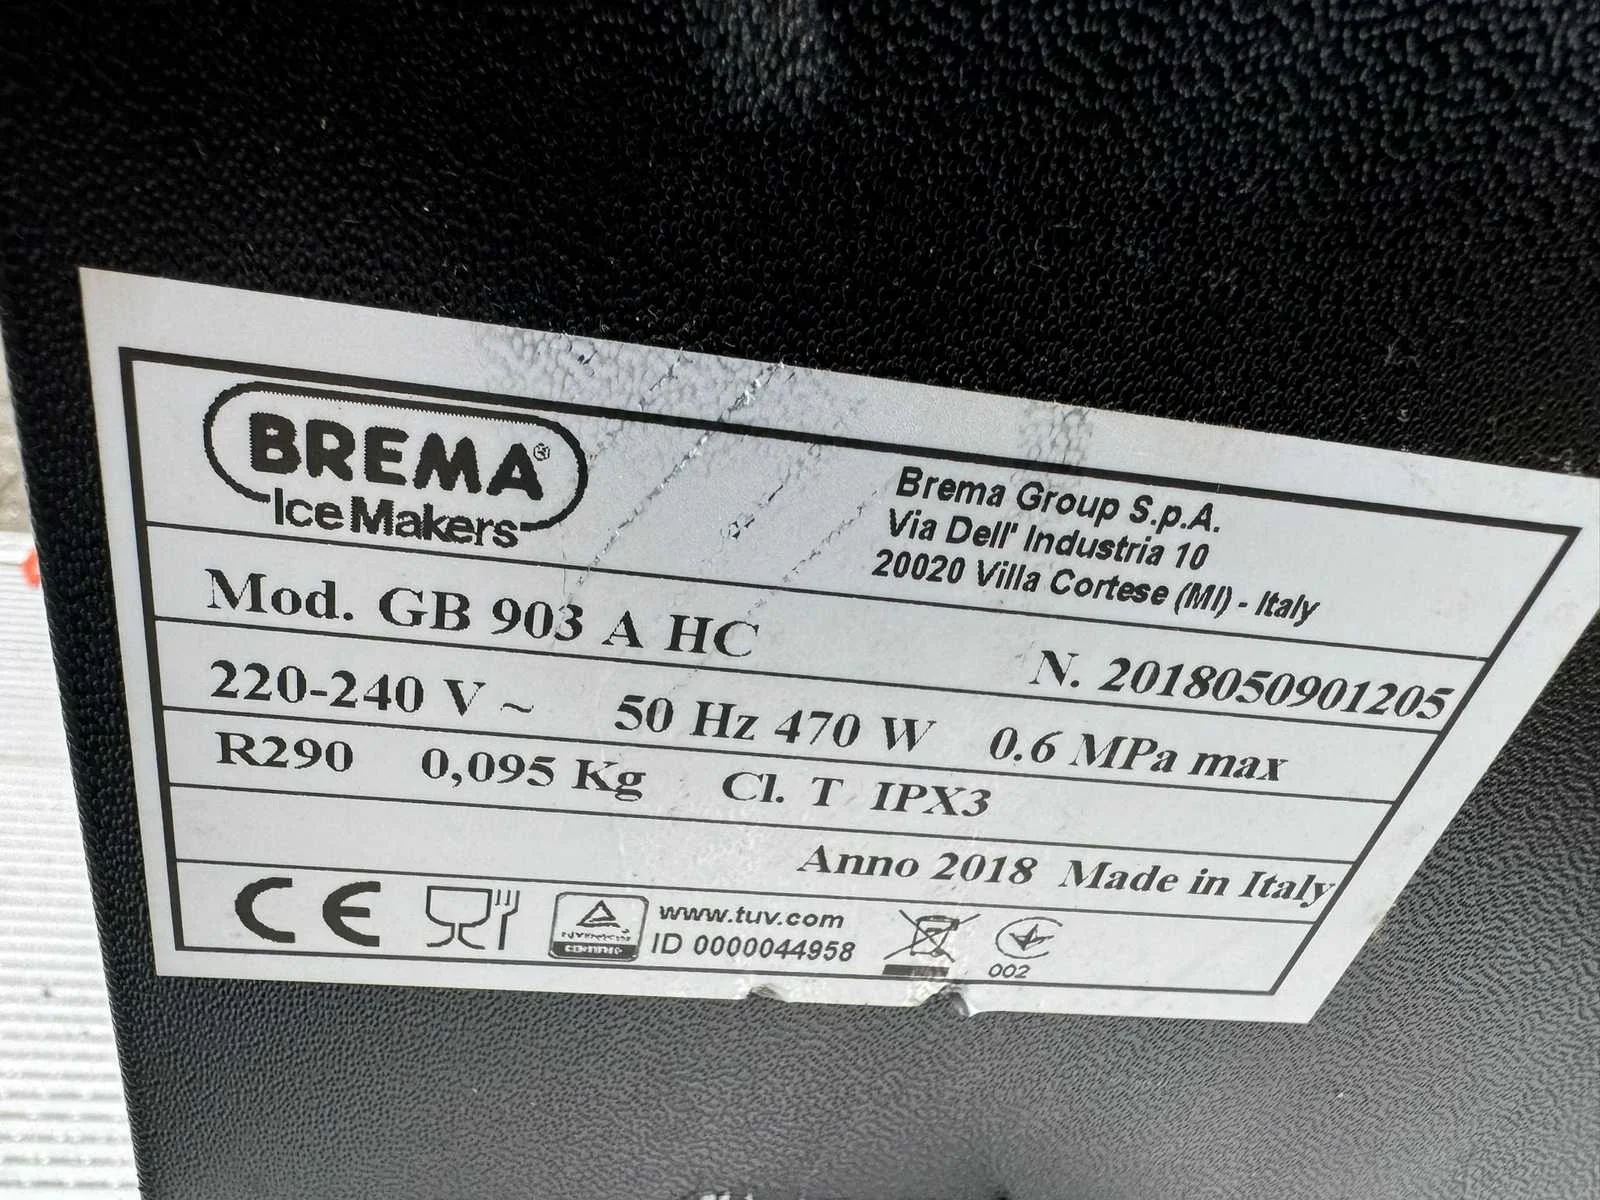 BREMA®
Ice Makers
Brema Group S.p.A.
Via Dell' Industria 10
20020 Villa Cortese (MI) - Italy
Mod. GB 903 A HC
N. 2018050901205
220-240 V ~ 50 Hz 470 W 0.6 MPa max
R290 0,095 Kg Cl. T IPX3
Anno 2018 Made in Italy
CE
www.tuv.com
ID 0000044958
002